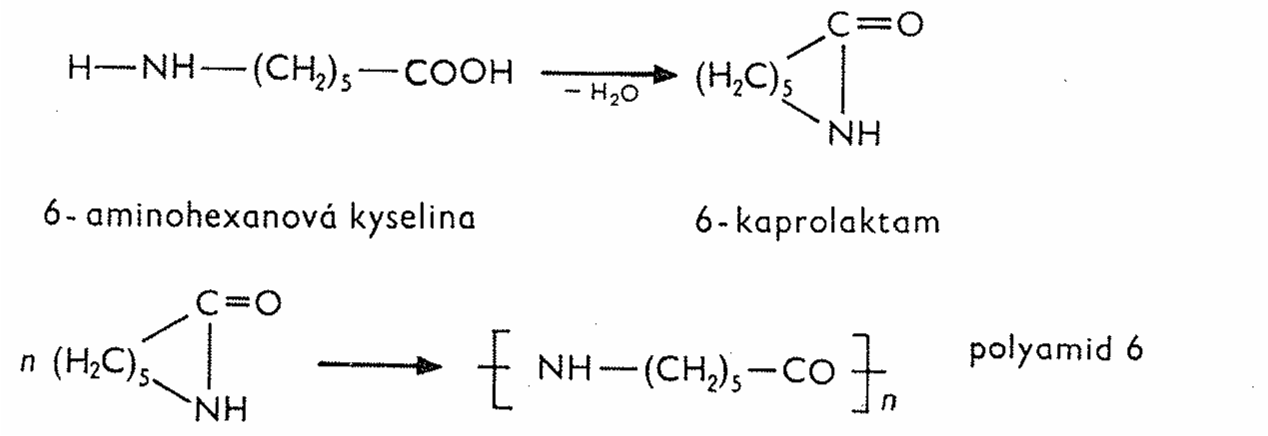 C=O
H—NH—(CH₂)₅—COOH − H₂O (H₂C)₅
NH
6-aminohexanová kyselina 6-kaprolaktam
C=O
n (H₂C)₅ [ NH—(CH₂)₅—CO ]n polyamid 6
NH